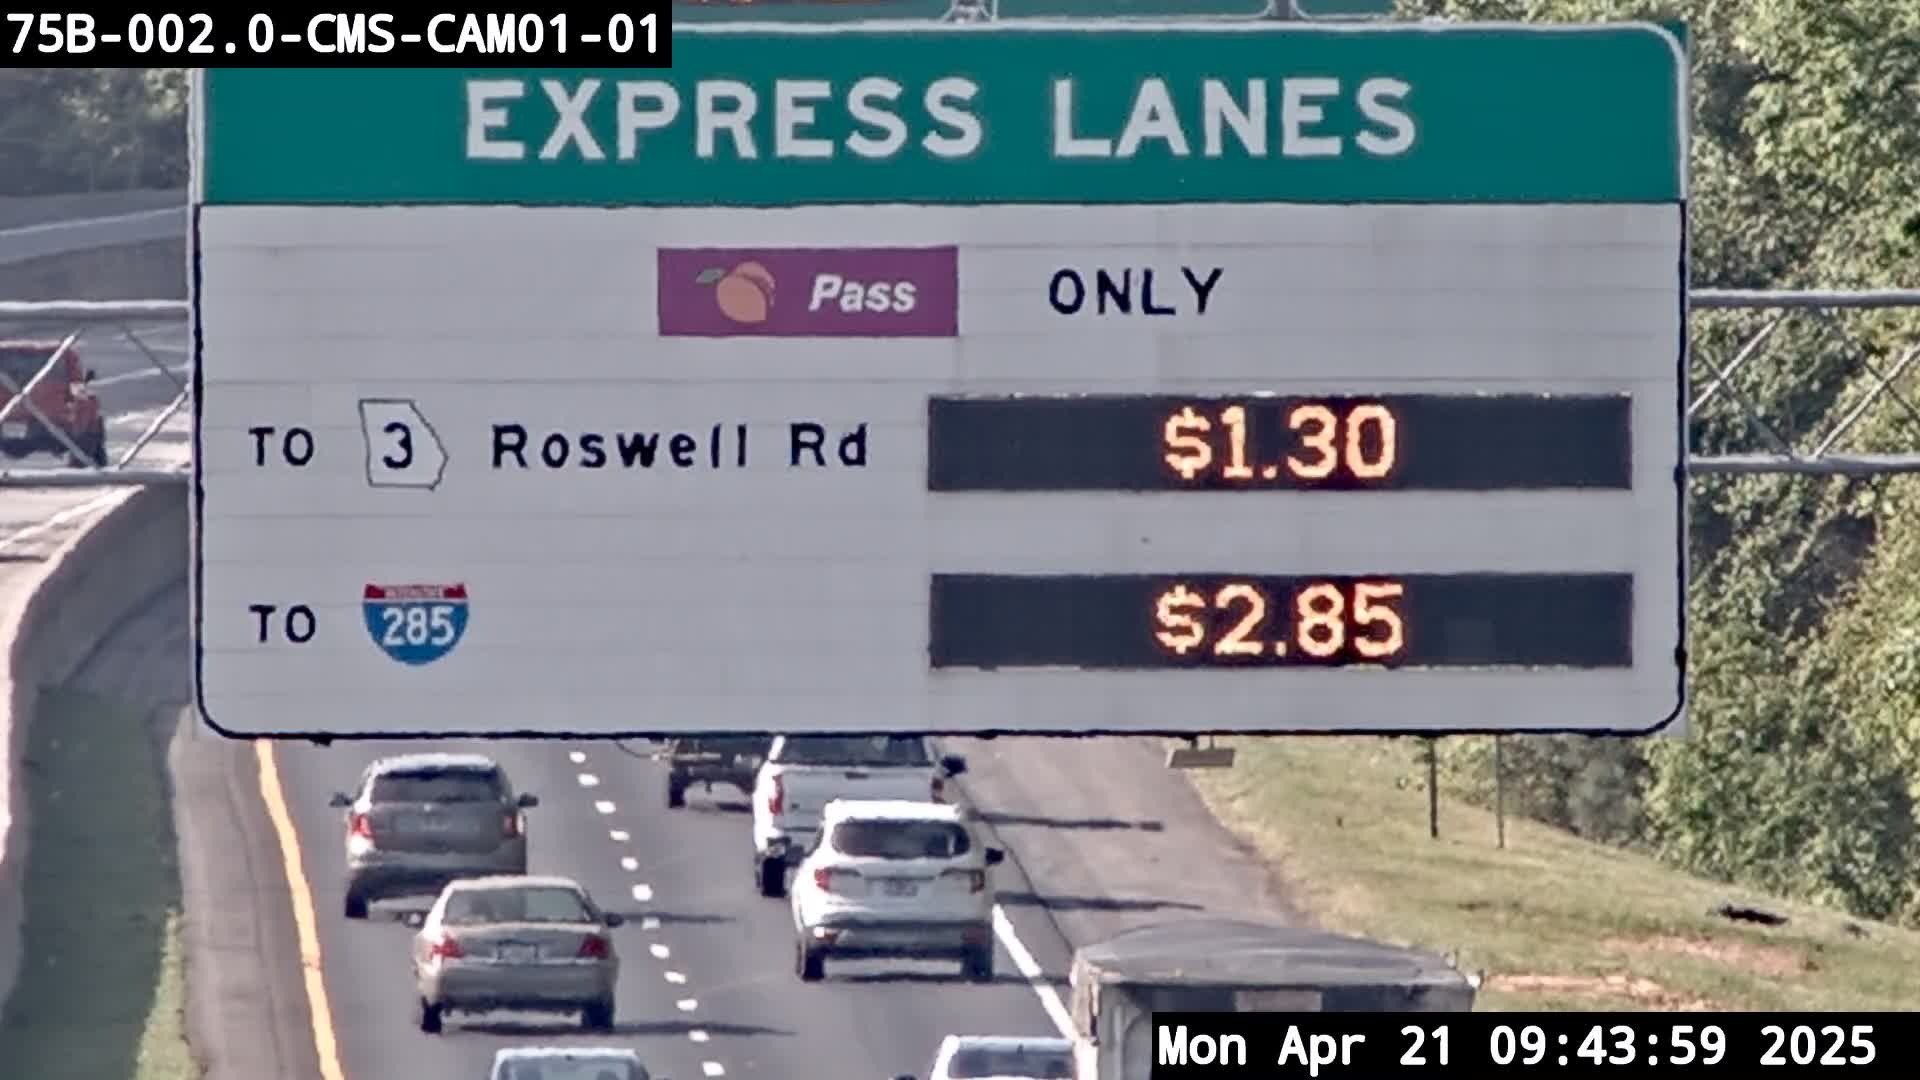 75B-002.0-CMS-CAM01-01
EXPRESS LANES
Pass ONLY
TO 3 Roswell Rd $1.30
TO 285 $2.85
Mon Apr 21 09:43:59 2025